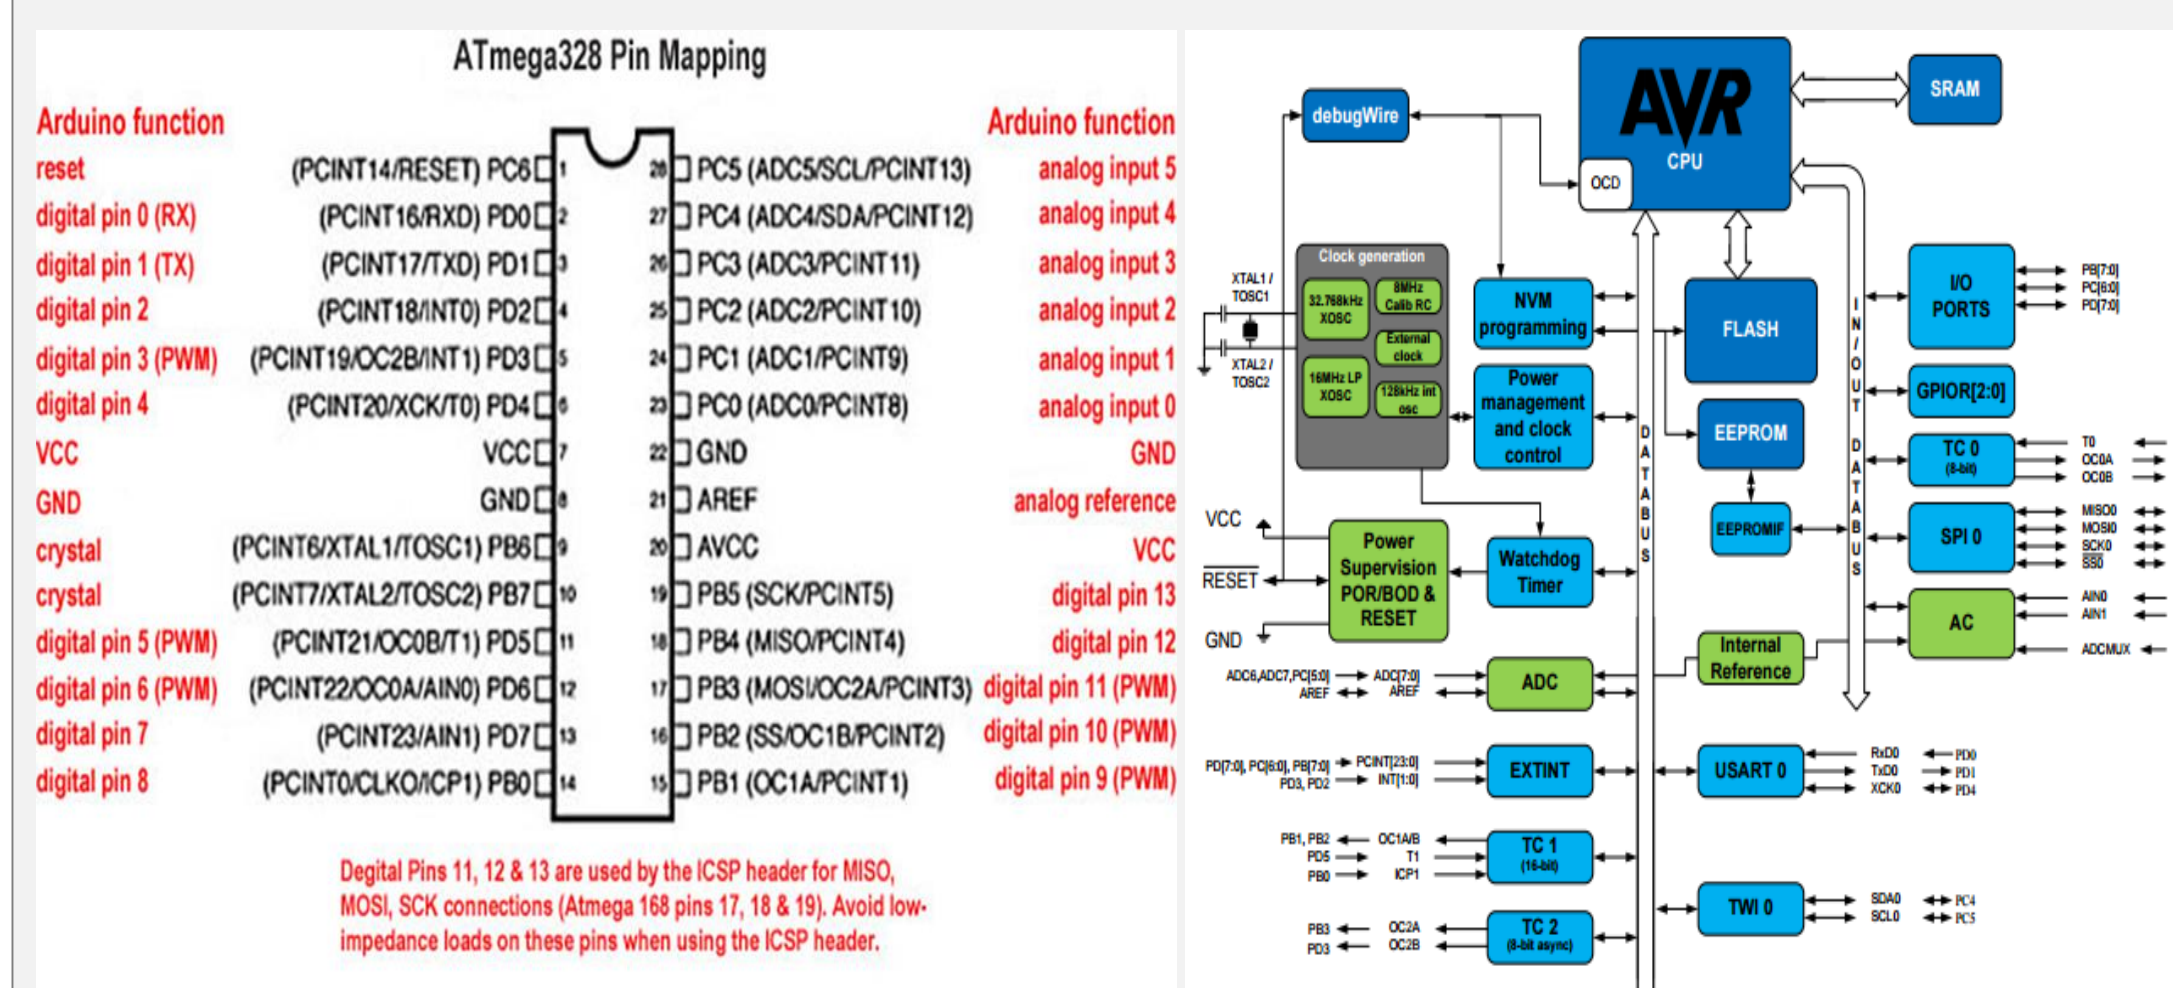 ATmega328 Pin Mapping
Arduino function
Arduino function
reset
(PCINT14/RESET) PC6
1
28
PC5 (ADC5/SCL/PCINT13)
analog input 5
digital pin 0 (RX)
(PCINT16/RXD) PD0
2
27
PC4 (ADC4/SDA/PCINT12)
analog input 4
digital pin 1 (TX)
(PCINT17/TXD) PD1
3
26
PC3 (ADC3/PCINT11)
analog input 3
digital pin 2
(PCINT18/INT0) PD2
4
25
PC2 (ADC2/PCINT10)
analog input 2
digital pin 3 (PWM)
(PCINT19/OC2B/INT1) PD3
5
24
PC1 (ADC1/PCINT9)
analog input 1
digital pin 4
(PCINT20/XCK/T0) PD4
6
23
PC0 (ADC0/PCINT8)
analog input 0
VCC
VCC
7
22
GND
GND
GND
GND
8
21
AREF
analog reference
crystal
(PCINT6/XTAL1/TOSC1) PB6
9
20
AVCC
VCC
crystal
(PCINT7/XTAL2/TOSC2) PB7
10
19
PB5 (SCK/PCINT5)
digital pin 13
digital pin 5 (PWM)
(PCINT21/OC0B/T1) PD5
11
18
PB4 (MISO/PCINT4)
digital pin 12
digital pin 6 (PWM)
(PCINT22/OC0A/AIN0) PD6
12
17
PB3 (MOSI/OC2A/PCINT3)
digital pin 11 (PWM)
digital pin 7
(PCINT23/AIN1) PD7
13
16
PB2 (SS/OC1B/PCINT2)
digital pin 10 (PWM)
digital pin 8
(PCINT0/CLKO/ICP1) PB0
14
15
PB1 (OC1A/PCINT1)
digital pin 9 (PWM)
Degital Pins 11, 12 & 13 are used by the ICSP header for MISO,
MOSI, SCK connections (Atmega 168 pins 17, 18 & 19). Avoid low-
impedance loads on these pins when using the ICSP header.
AVR
CPU
OCD
SRAM
debugWire
Clock generation
XTAL1 /
TOSC1
32.768kHz
XOSC
8MHz
Calib RC
External
clock
XTAL2 /
TOSC2
16MHz LP
XOSC
128kHz int
osc
NVM
programming
FLASH
I/O
PORTS
PB[7:0]
PC[6:0]
PD[7:0]
Power
management
and clock
control
EEPROM
EEPROMIF
DATABUS
IN/OUT DATABUS
GPIOR[2:0]
TC 0
(8-bit)
T0
OC0A
OC0B
SPI 0
MISO0
MOSI0
SCK0
SS0
VCC
RESET
GND
Power
Supervision
POR/BOD &
RESET
Watchdog
Timer
AC
AIN0
AIN1
ADCMUX
Internal
Reference
ADC6,ADC7,PC[5:0]
ADC[7:0]
AREF
AREF
ADC
PD[7:0], PC[6:0], PB[7:0]
PCINT[23:0]
PD3, PD2
INT[1:0]
EXTINT
USART 0
RxD0
PD0
TxD0
PD1
XCK0
PD4
PB1, PB2
OC1A/B
PD5
T1
PB0
ICP1
TC 1
(16-bit)
TWI 0
SDA0
PC4
SCL0
PC5
PB3
OC2A
PD3
OC2B
TC 2
(8-bit async)